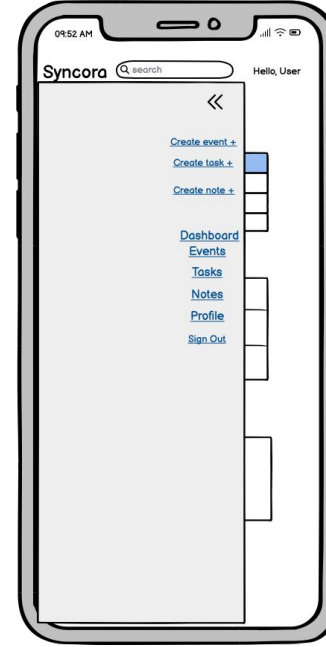 09:52 AM
Syncora
search
Hello, User
Create event +
Create task +
Create note +
Dashboard
Events
Tasks
Notes
Profile
Sign Out